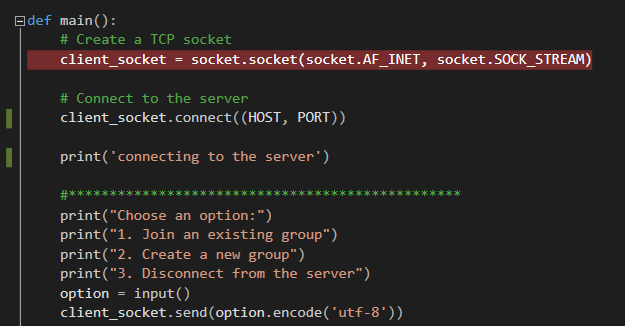 def main():
    # Create a TCP socket
    client_socket = socket.socket(socket.AF_INET, socket.SOCK_STREAM)
    # Connect to the server
    client_socket.connect((HOST, PORT))
    print('connecting to the server')
    #************************************************
    print("Choose an option:")
    print("1. Join an existing group")
    print("2. Create a new group")
    print("3. Disconnect from the server")
    option = input()
    client_socket.send(option.encode('utf-8'))